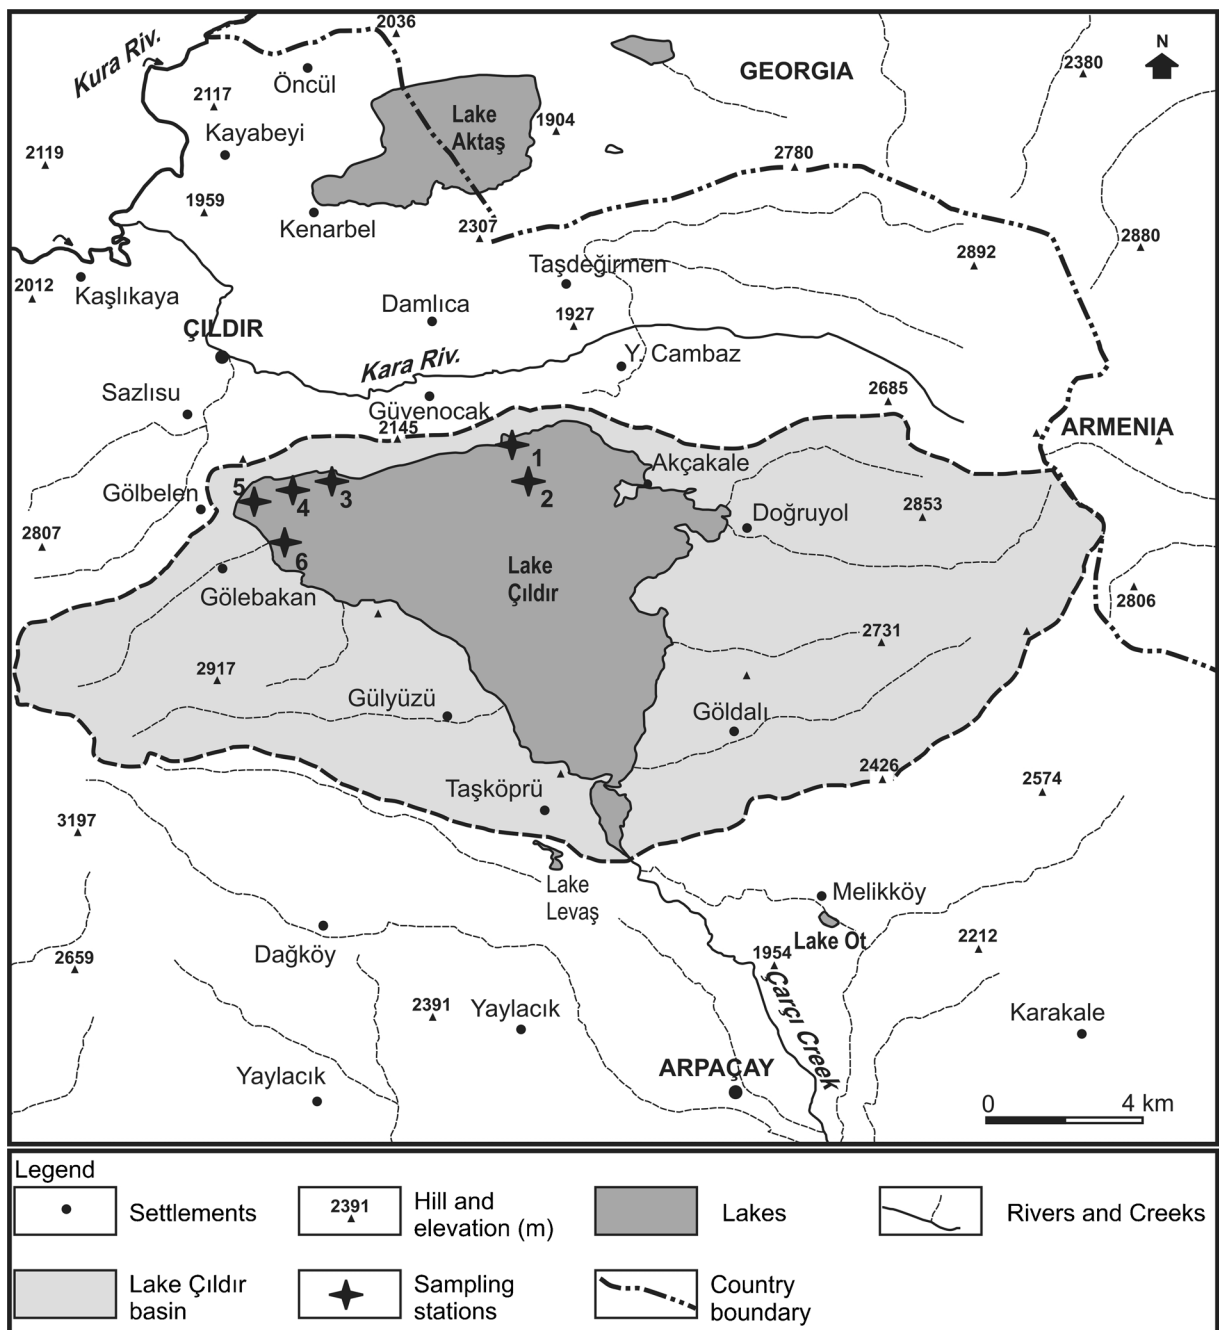 2036
Kura Riv.
GEORGIA
N
2380
Öncül
2117
Lake
Aktaş
1904
Kayabeyi
2119
2780
1959
Kenarbel
2307
2880
2892
Taşdeğirmen
2012
Kaşlıkaya
Damlıca
1927
ÇILDIR
Kara Riv.
Y. Cambaz
Sazlısu
2685
Güvenocak
2145
ARMENIA
1
Akçakale
5
4
3
2
Gölbelen
2853
Doğruyol
2807
6
Lake
Çıldır
Gölebakan
2806
2731
2917
Gülyüzü
Göldalı
2426
2574
Taşköprü
3197
Lake
Levaş
Melikköy
Lake Ot
2212
Dağköy
1954
2659
Çarçı Creek
2391
Yaylacık
Karakale
ARPAÇAY
Yaylacık
0 4 km
Legend
Settlements
2391
Hill and
elevation (m)
Lakes
Rivers and Creeks
Lake Çıldır
basin
Sampling
stations
Country
boundary